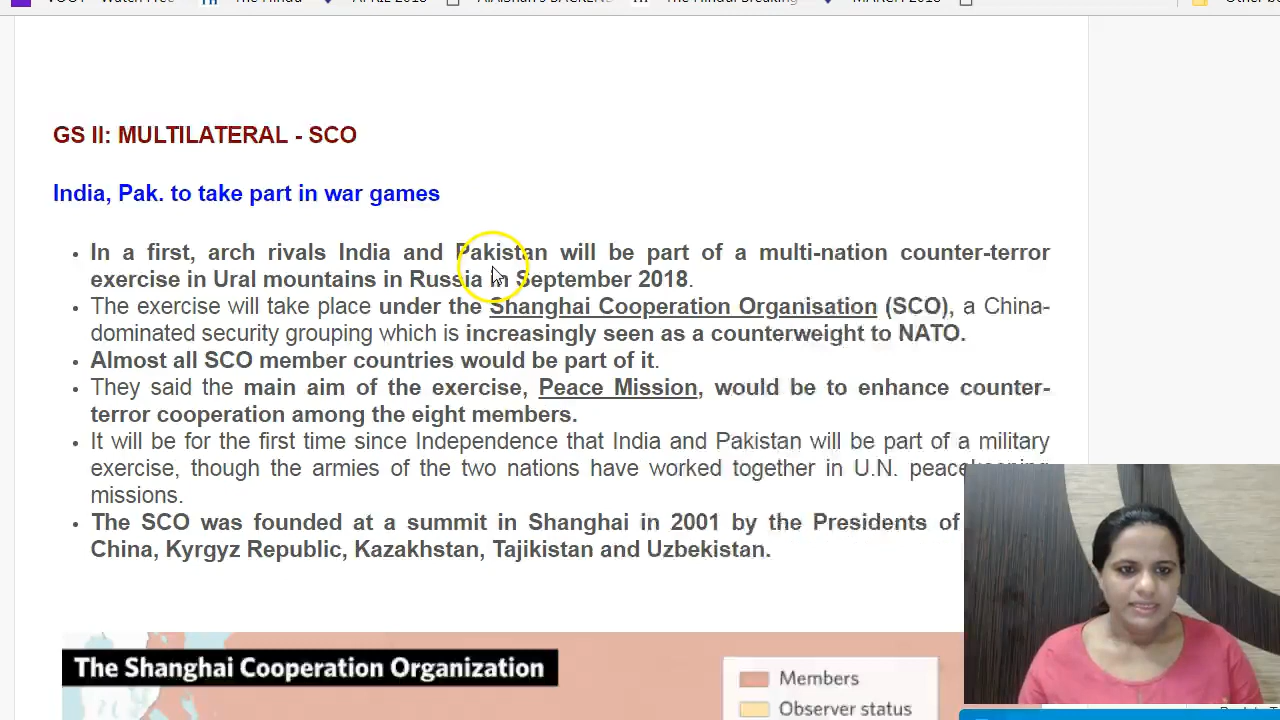 GS II: MULTILATERAL - SCO
India, Pak. to take part in war games
In a first, arch rivals India and Pakistan will be part of a multi-nation counter-terror
exercise in Ural mountains in Russia in September 2018.
The exercise will take place under the Shanghai Cooperation Organisation (SCO), a China-
dominated security grouping which is increasingly seen as a counterweight to NATO.
Almost all SCO member countries would be part of it.
They said the main aim of the exercise, Peace Mission, would be to enhance counter-
terror cooperation among the eight members.
It will be for the first time since Independence that India and Pakistan will be part of a military
exercise, though the armies of the two nations have worked together in U.N. peacekeeping
missions.
The SCO was founded at a summit in Shanghai in 2001 by the Presidents of
China, Kyrgyz Republic, Kazakhstan, Tajikistan and Uzbekistan.
The Shanghai Cooperation Organization
Members
Observer status